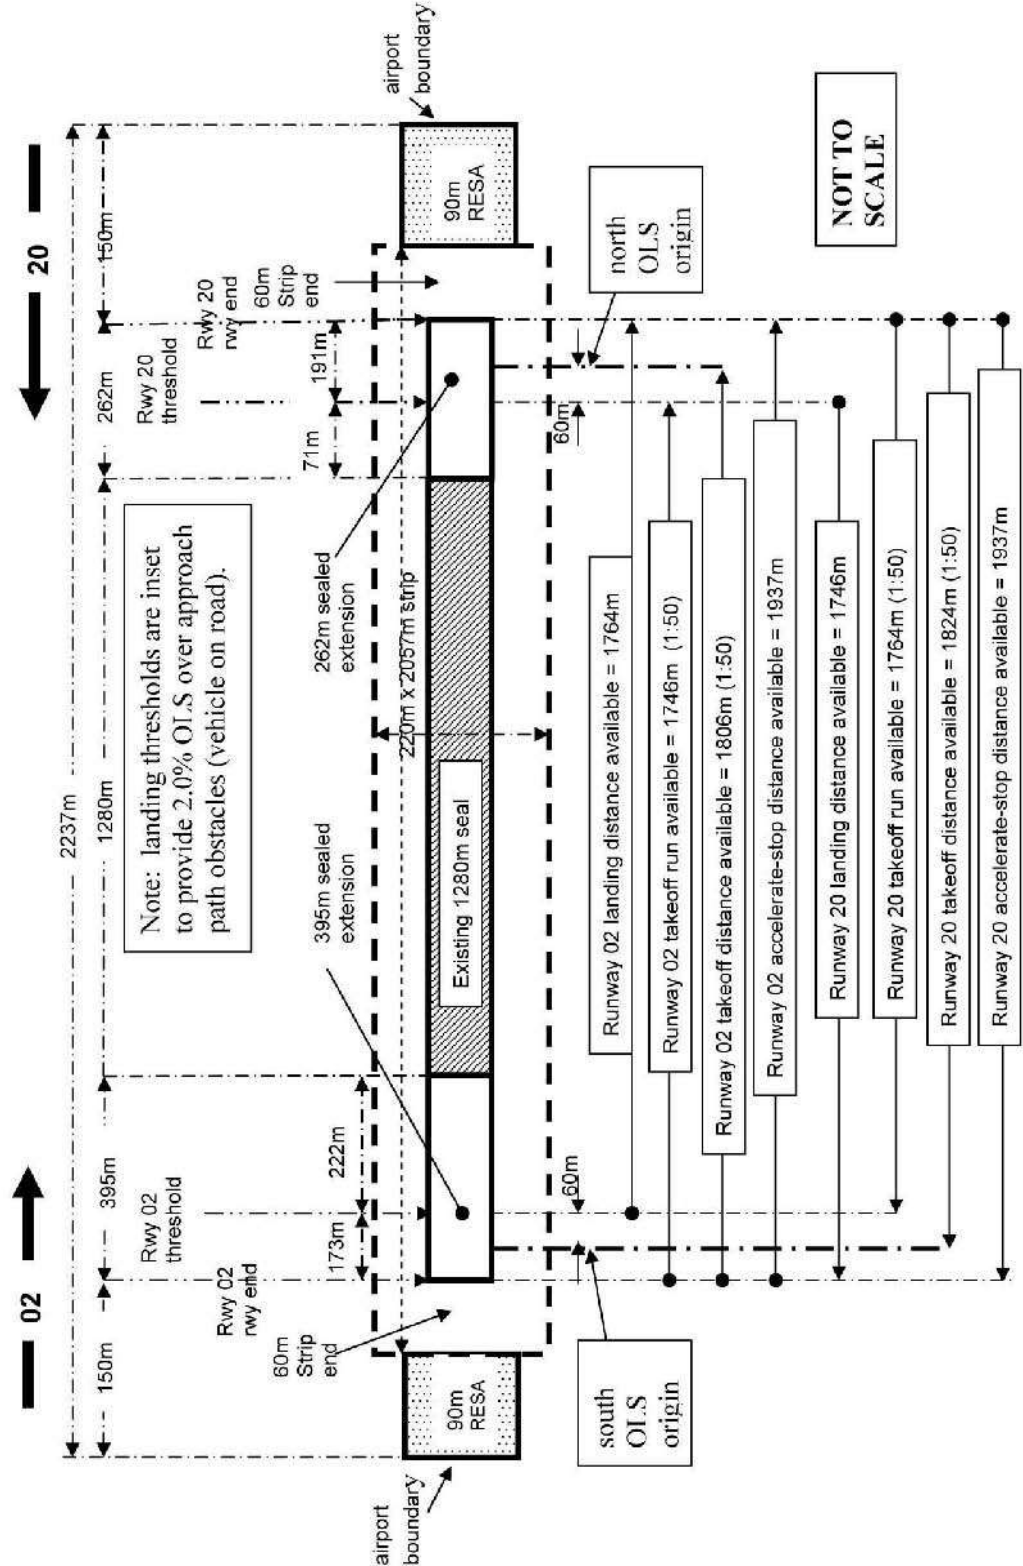 02
20
2237m
150m
395m
1280m
262m
150m
Note: landing thresholds are inset
to provide 2.0% OLS over approach
path obstacles (vehicle on road).
Rwy 02
threshold
Rwy 20
threshold
Rwy 02
rwy end
Rwy 20
rwy end
60m
Strip
end
60m
Strip
end
173m
222m
71m
191m
395m sealed
extension
262m sealed
extension
airport
boundary
airport
boundary
220m x 2057m strip
90m
RESA
Existing 1280m seal
90m
RESA
60m
60m
south
OLS
origin
north
OLS
origin
Runway 02 landing distance available = 1764m
Runway 02 takeoff run available = 1746m (1:50)
Runway 02 takeoff distance available = 1806m (1:50)
Runway 02 accelerate-stop distance available = 1937m
Runway 20 landing distance available = 1746m
Runway 20 takeoff run available = 1764m (1:50)
Runway 20 takeoff distance available = 1824m (1:50)
Runway 20 accelerate-stop distance available = 1937m
NOT TO
SCALE